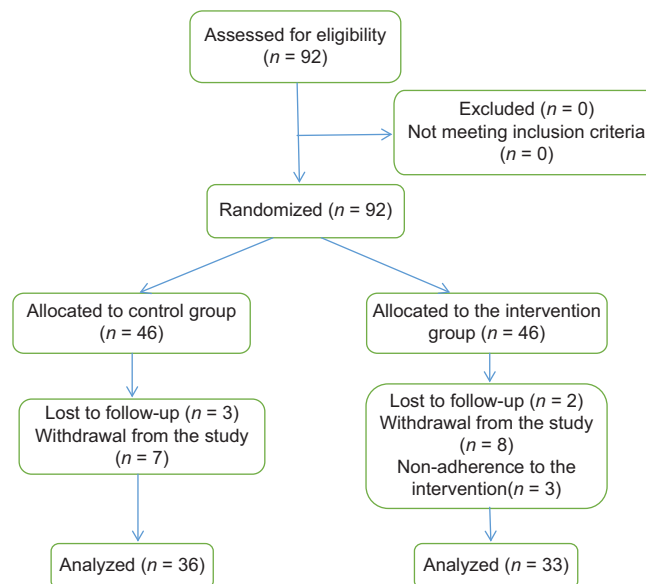 Assessed for eligibility
(n = 92)
Excluded (n = 0)
Not meeting inclusion criteria
(n = 0)
Randomized (n = 92)
Allocated to control group
(n = 46)
Allocated to the intervention
group (n = 46)
Lost to follow-up (n = 3)
Withdrawal from the study
(n = 7)
Lost to follow-up (n = 2)
Withdrawal from the study
(n = 8)
Non-adherence to the
intervention(n = 3)
Analyzed (n = 36)
Analyzed (n = 33)